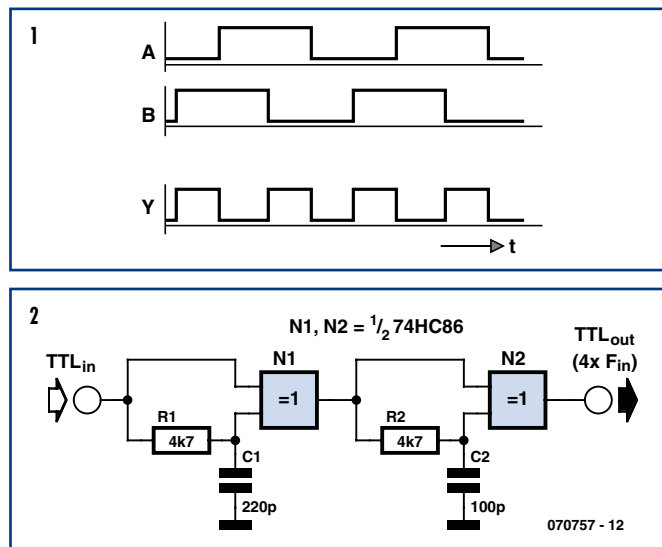 1
A
B
Y
t
2
N1, N2 = 1/2 74HC86
TTLin
N1
N2
TTLout
(4x Fin)
=1
=1
R1
R2
4k7
4k7
C1
C2
220p
100p
070757 - 12